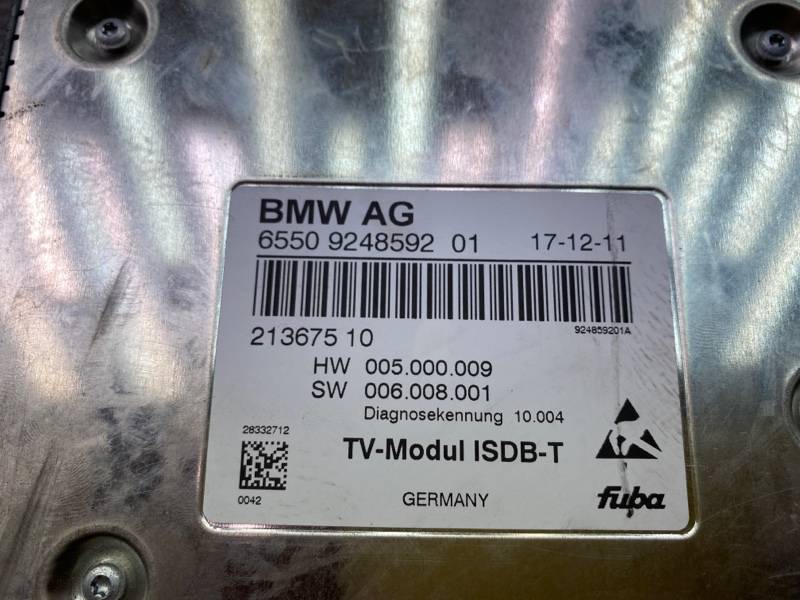 BMW AG
6550 9248592 01 17-12-11
924859201A
213675 10
HW 005.000.009
SW 006.008.001
Diagnosekennung 10.004
28332712
TV-Modul ISDB-T
0042
GERMANY
fuba